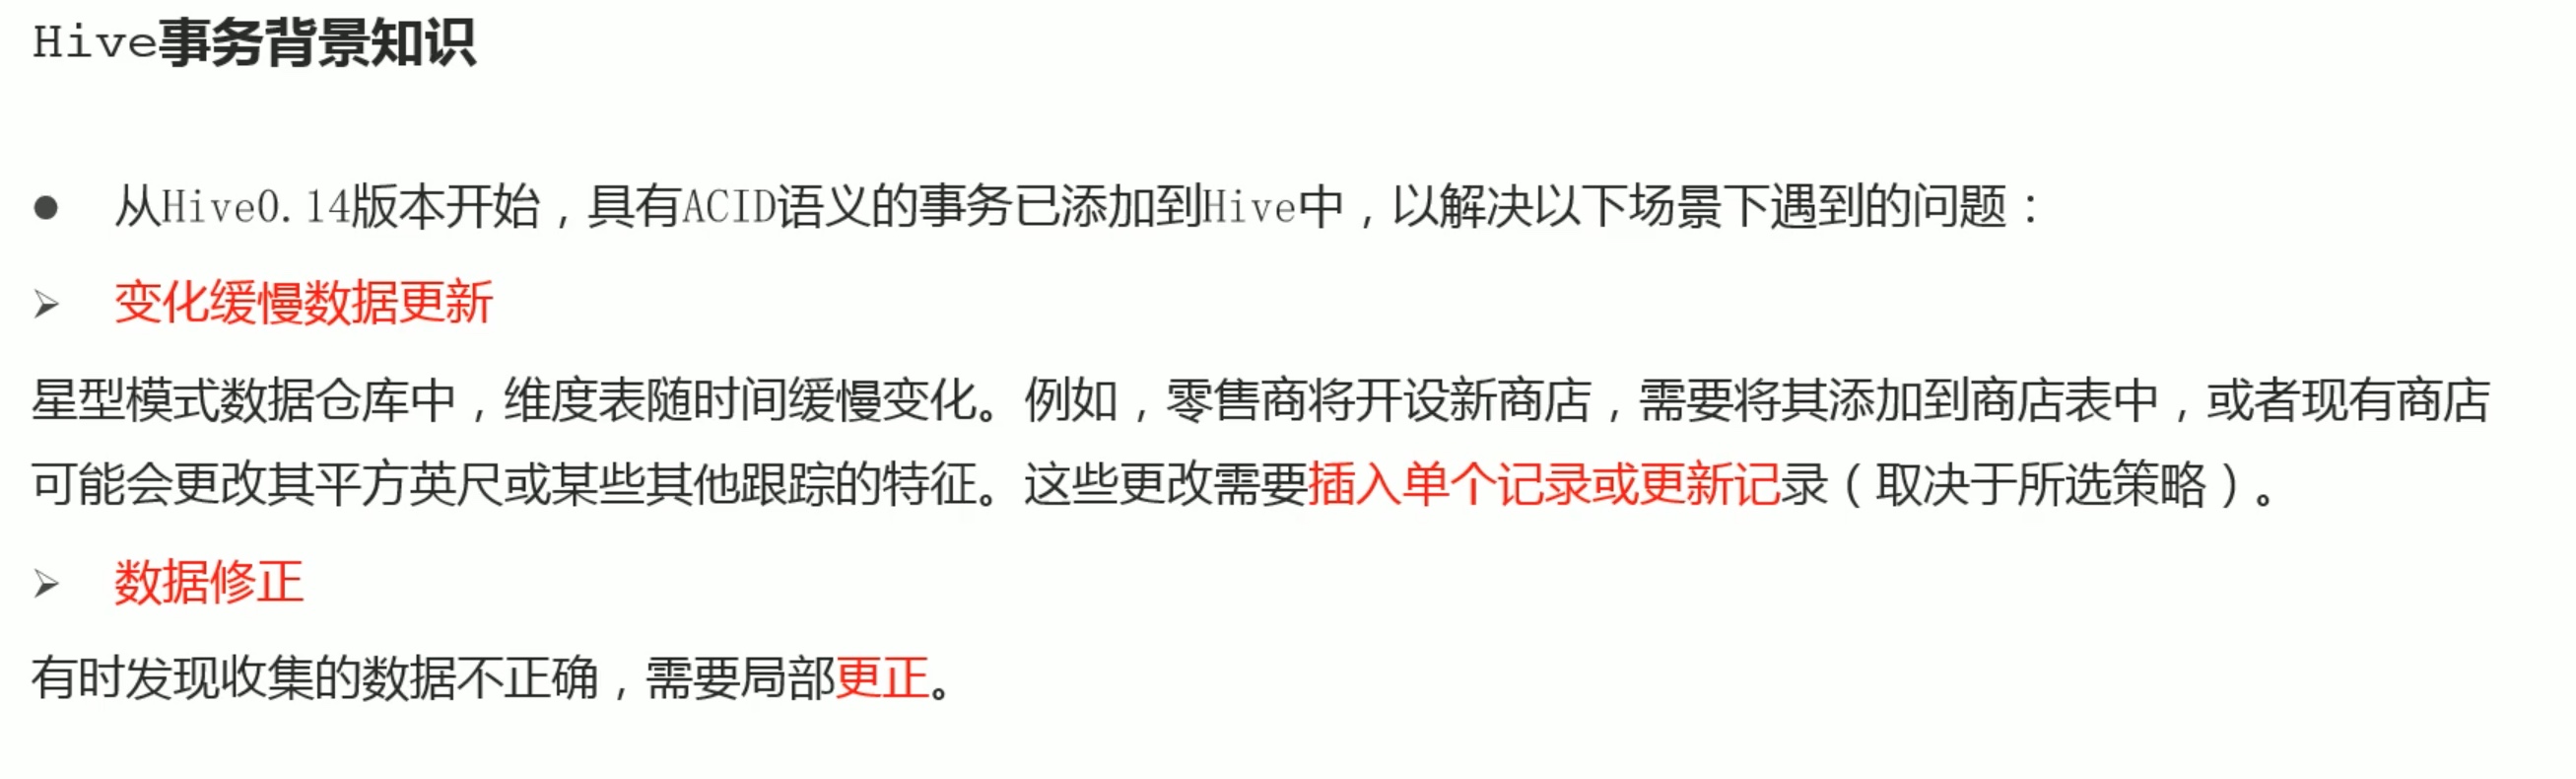 Hive事务背景知识
● 从Hive0.14版本开始，具有ACID语义的事务已添加到Hive中，以解决以下场景下遇到的问题：
➢ 变化缓慢数据更新
星型模式数据仓库中，维度表随时间缓慢变化。例如，零售商将开设新商店，需要将其添加到商店表中，或者现有商店
可能会更改其平方英尺或某些其他跟踪的特征。这些更改需要插入单个记录或更新记录（取决于所选策略）。
➢ 数据修正
有时发现收集的数据不正确，需要局部更正。